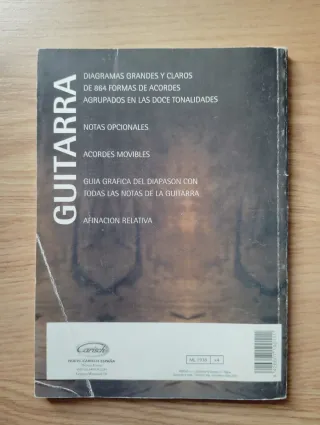 GUITARRA
DIAGRAMAS GRANDES Y CLAROS
DE 864 FORMAS DE ACORDES
AGRUPADOS EN LAS DOCE TONALIDADES
NOTAS OPCIONALES
ACORDES MOVIBLES
GUIA GRAFICA DEL DIAPASON CON
TODAS LAS NOTAS DE LA GUITARRA
AFINACION RELATIVA
Carisch